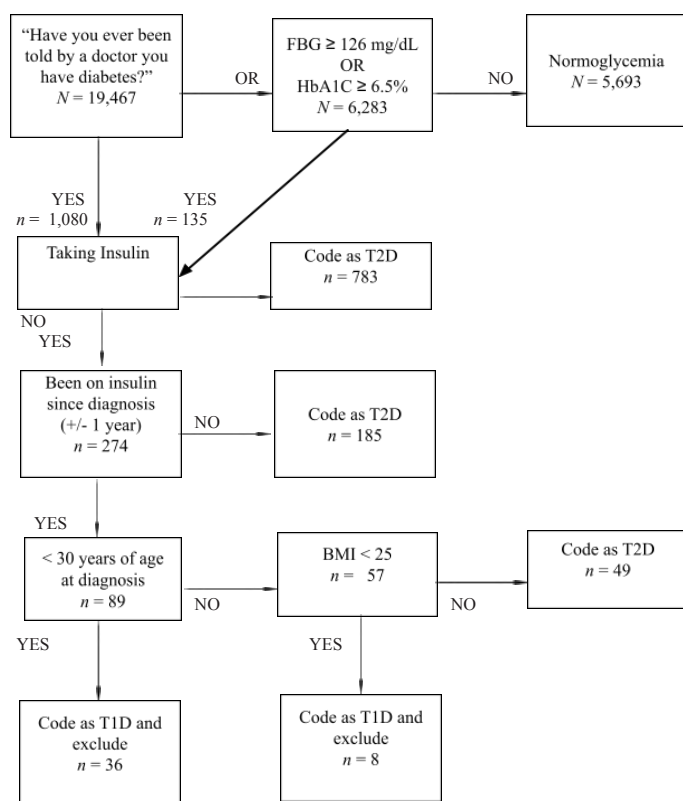 “Have you ever been
told by a doctor you
have diabetes?”
N = 19,467
OR
FBG ≥ 126 mg/dL
OR
HbA1C ≥ 6.5%
N = 6,283
NO
Normoglycemia
N = 5,693
YES
n = 1,080
YES
n = 135
Taking Insulin
Code as T2D
n = 783
NO
YES
Been on insulin
since diagnosis
(+/- 1 year)
n = 274
NO
Code as T2D
n = 185
YES
< 30 years of age
at diagnosis
n = 89
NO
BMI < 25
n = 57
NO
Code as T2D
n = 49
YES
YES
Code as T1D and
exclude
n = 36
Code as T1D and
exclude
n = 8